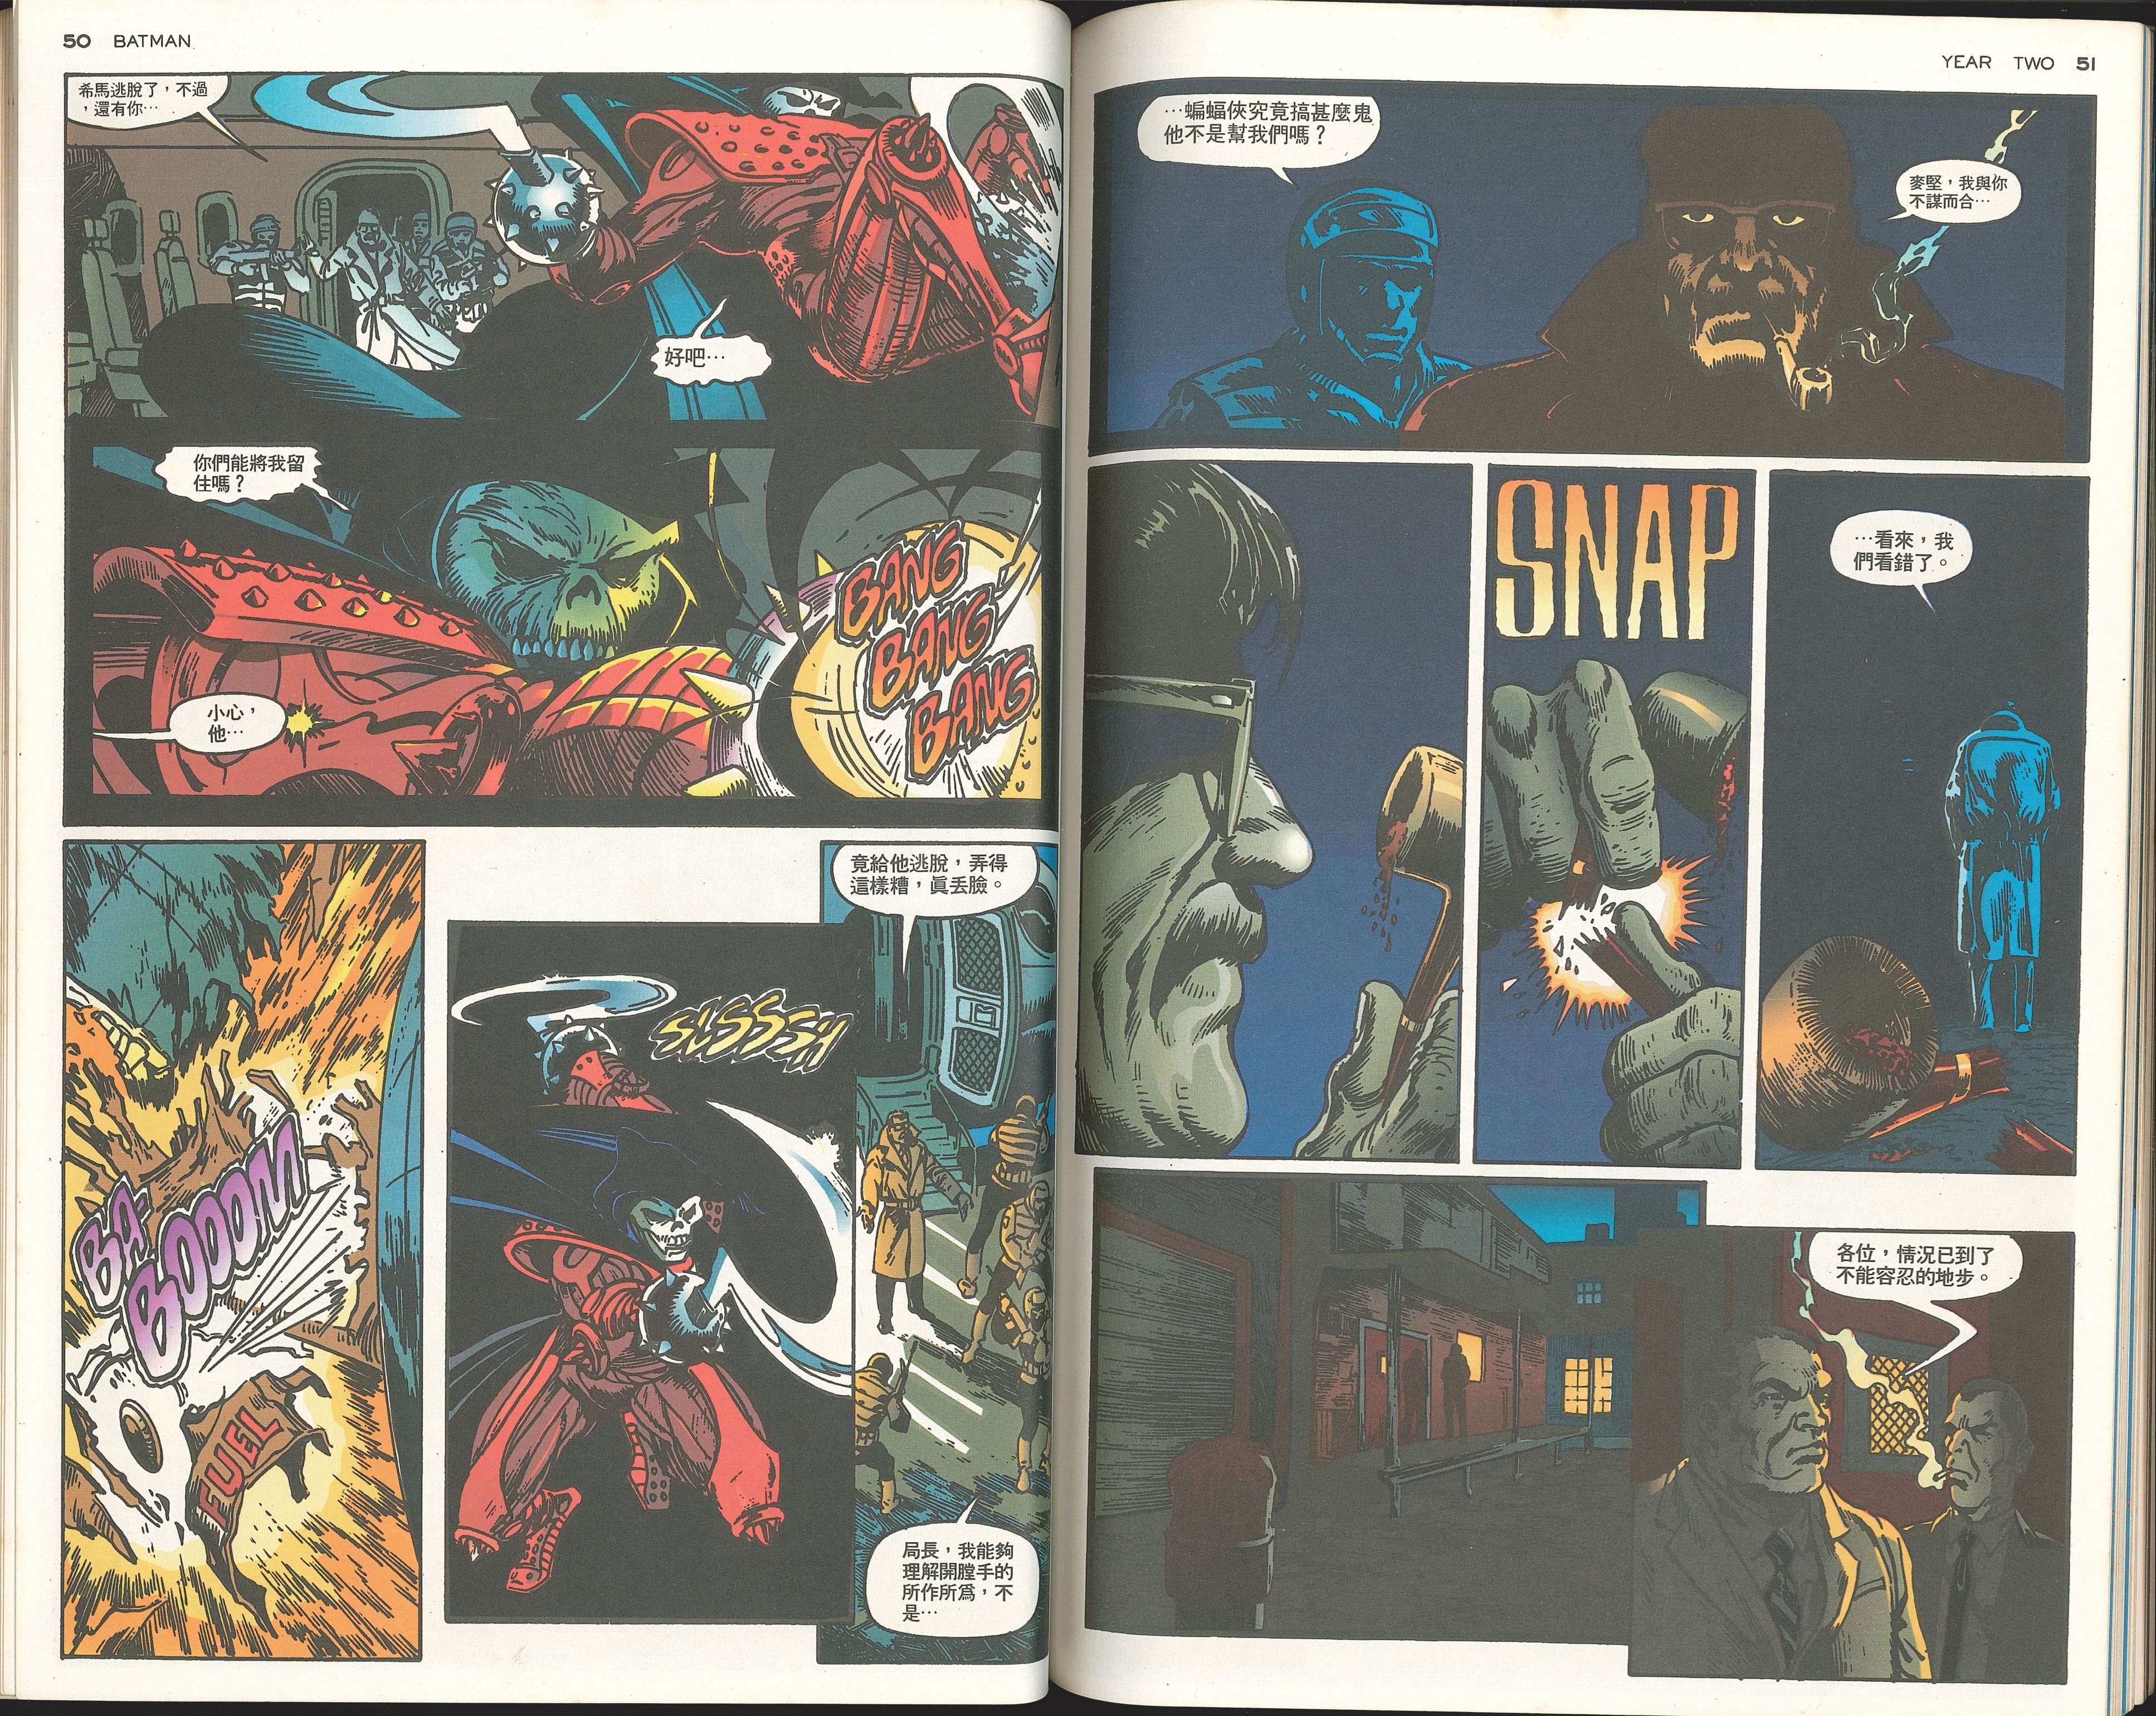 50 BATMAN
希馬逃脫了，不過
，還有你…
好吧…
你們能將我留
住嗎？
BANG
BANG
BANG
小心，
他…
BA-
BOOOM
FUEL
SLSSSH
竟給他逃脫，弄得
這樣糟，眞丟臉。
局長，我能夠
理解開膛手的
所作所爲，不
是…
YEAR TWO 51
…蝙蝠俠究竟搞甚麼鬼
他不是幫我們嗎？
麥堅，我與你
不謀而合…
SNAP
…看來，我
們看錯了。
各位，情況已到了
不能容忍的地步。